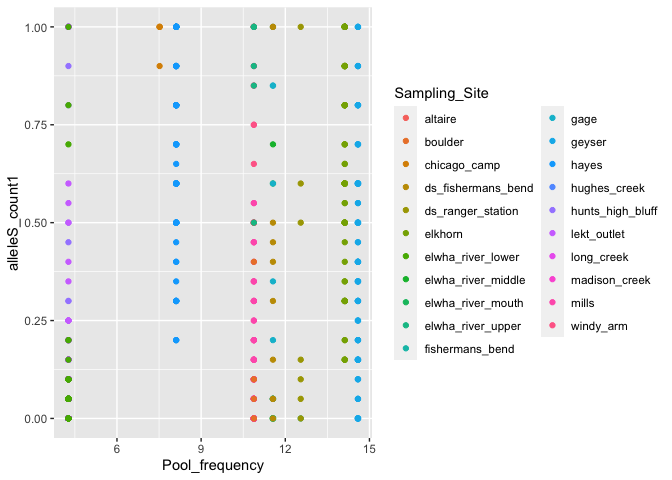 1.00
0.75
0.50
0.25
0.00
alleleS_count1
6
9
12
15
Pool_frequency
Sampling_Site
altaire
boulder
chicago_camp
ds_fishermans_bend
ds_ranger_station
elkhorn
elwha_river_lower
elwha_river_middle
elwha_river_mouth
elwha_river_upper
fishermans_bend
gage
geyser
hayes
hughes_creek
hunts_high_bluff
lekt_outlet
long_creek
madison_creek
mills
windy_arm